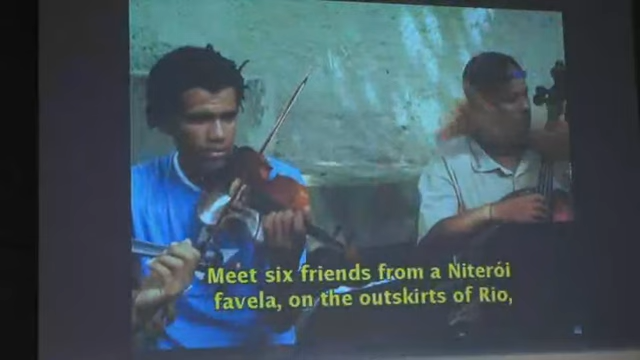 Meet six friends from a Niterói
favela, on the outskirts of Rio,